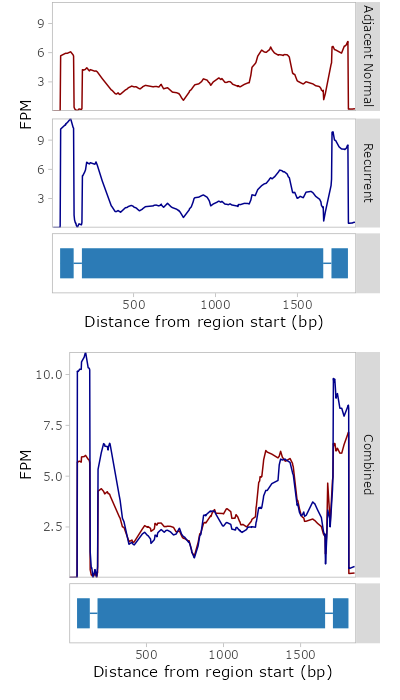 9
6
3
Adjacent Normal
FPM
9
6
3
Recurrent
500
1000
1500
Distance from region start (bp)
10.0
7.5
5.0
2.5
FPM
Combined
500
1000
1500
Distance from region start (bp)